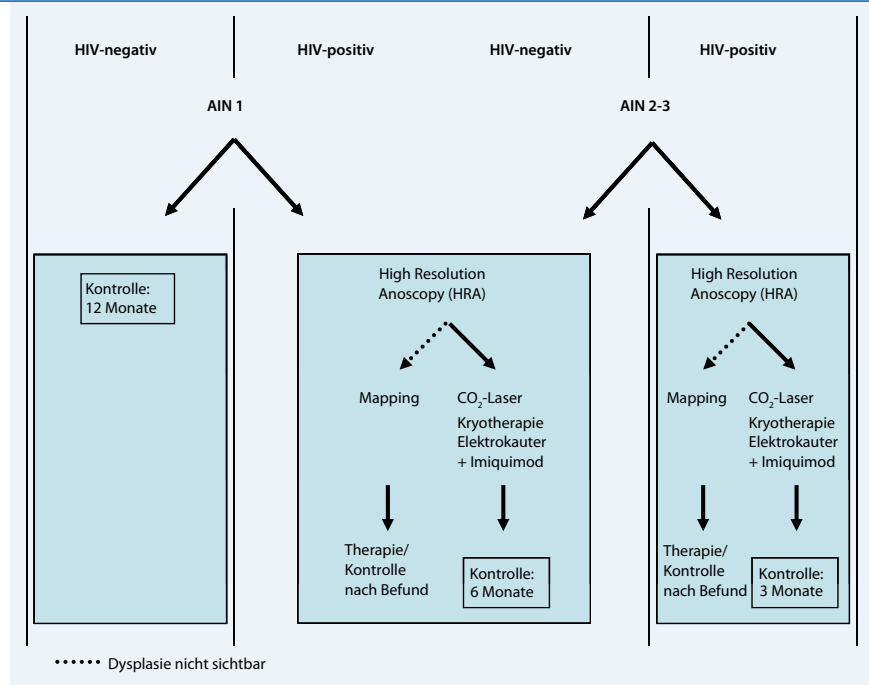 HIV-negativ
HIV-positiv
HIV-negativ
HIV-positiv
AIN 1
AIN 2-3
Kontrolle:
12 Monate
High Resolution
Anoscopy (HRA)
Mapping
CO₂-Laser
Kryotherapie
Elektrokauter
+ Imiquimod
Therapie/
Kontrolle
nach Befund
Kontrolle:
6 Monate
High Resolution
Anoscopy (HRA)
Mapping
CO₂-Laser
Kryotherapie
Elektrokauter
+ Imiquimod
Therapie/
Kontrolle
nach Befund
Kontrolle:
3 Monate
Dysplasie nicht sichtbar